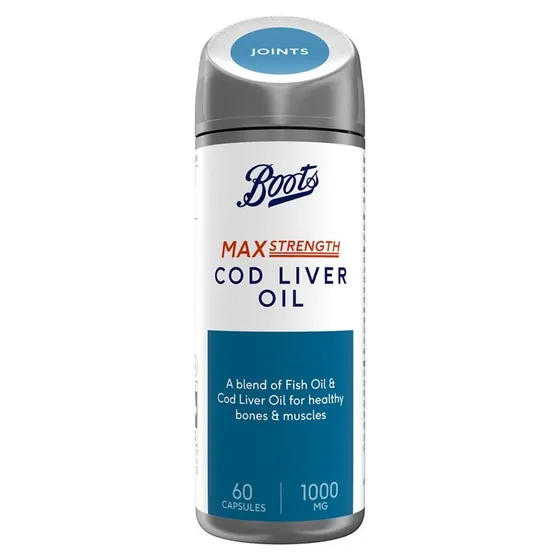 JOINTS
Boots
MAX STRENGTH
COD LIVER
OIL
A blend of Fish Oil &
Cod Liver Oil for healthy
bones & muscles
60 1000
CAPSULES MG